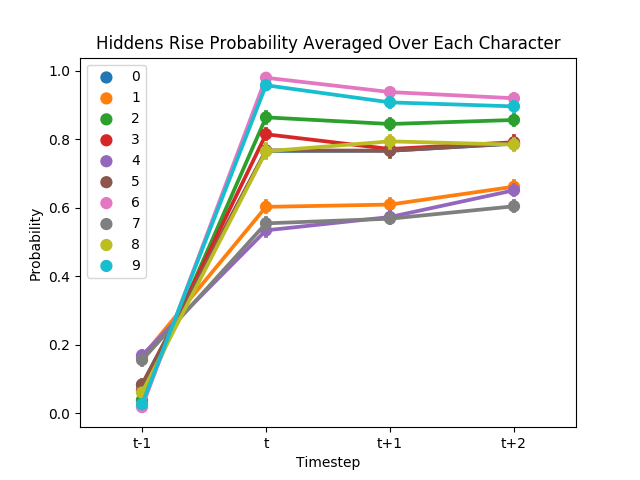 Hiddens Rise Probability Averaged Over Each Character
1.0
0.8
0.6
0.4
0.2
0.0
Probability
0
1
2
3
4
5
6
7
8
9
t-1
t
t+1
t+2
Timestep